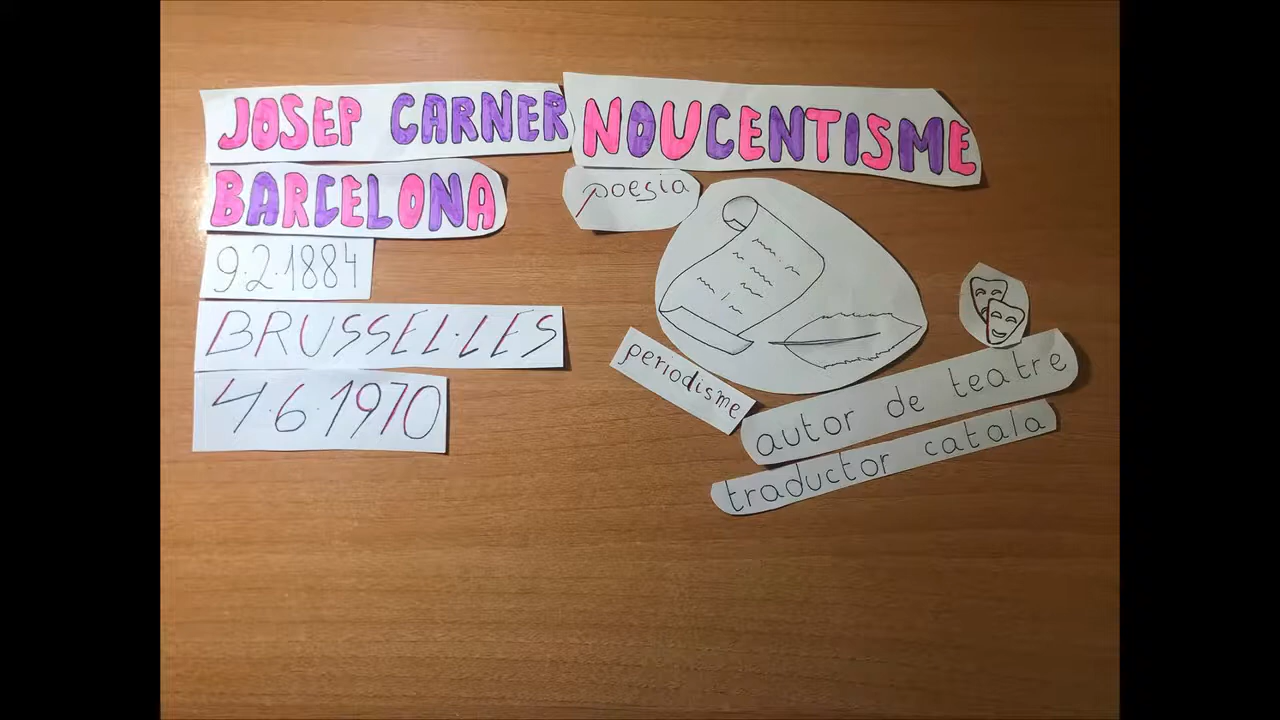 JOSEP CARNER
BARCELONA
9·2·1884
BRUSSEL·LES
4·6·1970
NOUCENTISME
poesia
periodisme
autor de teatre
traductor catala